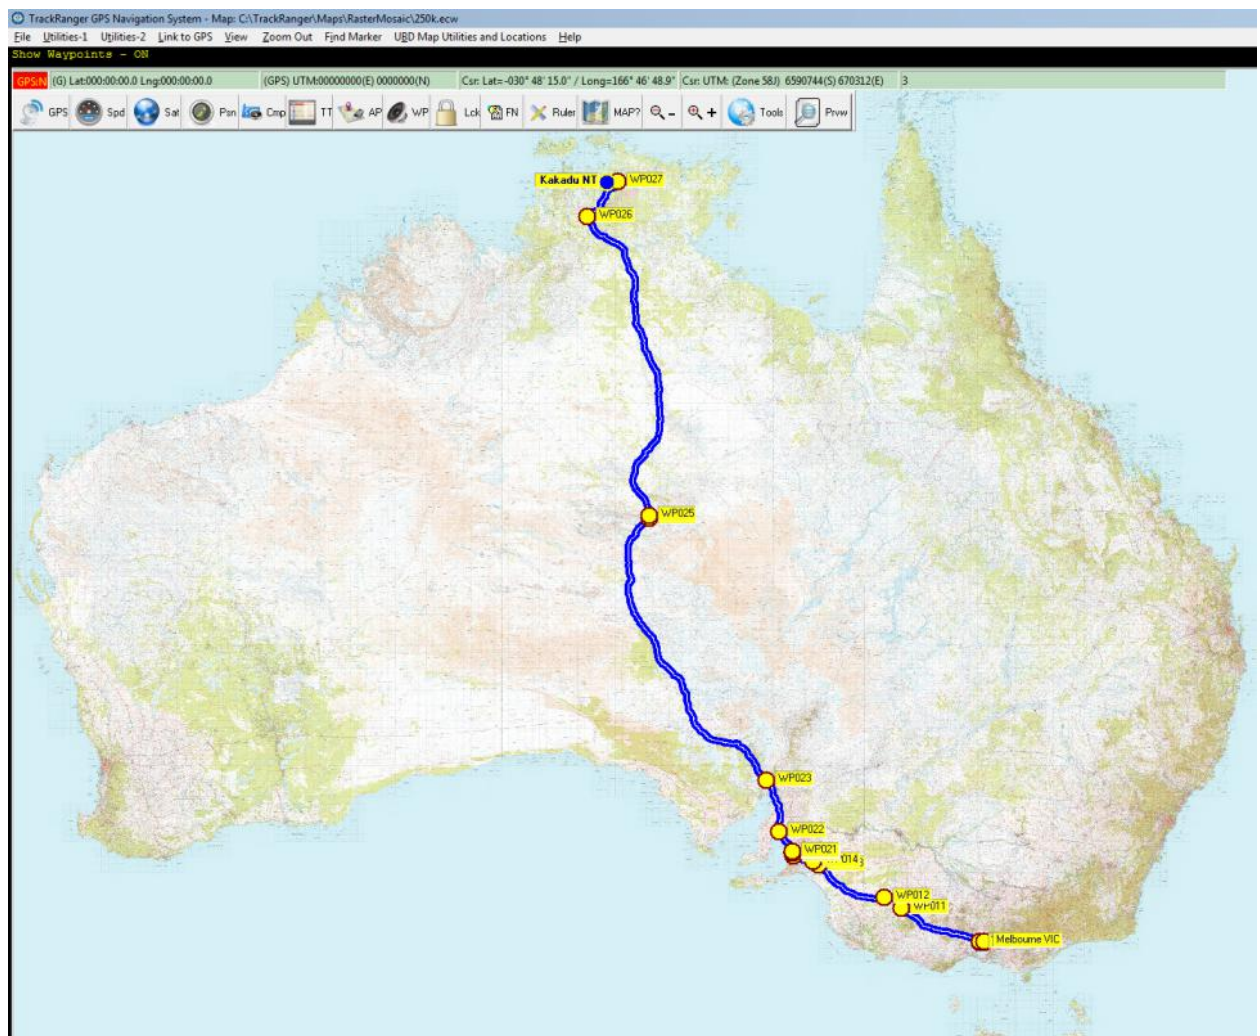 TrackRanger GPS Navigation System - Map: C:\TrackRanger\Maps\RasterMosaic\250k.ecw
File Utilities-1 Utilities-2 Link to GPS View Zoom Out Find Marker UBD Map Utilities and Locations Help
Show Waypoints - ON
GPS:N (G) Lat:000:00:00.0 Lng:000:00:00.0 (GPS) UTM:00000000(E) 0000000(N) Csr: Lat= -030° 48' 15.0" / Long=166° 46' 48.9" Csr: UTM: (Zone 58J) 6590744(S) 670312(E) 3
GPS Spd Sat Psn Cmp TT AP WP Lck FN Ruler MAP? - + Tools Prvw
Kakadu NT WP027
WP026
WP025
WP023
WP022
WP021
WP014
WP012
WP011
Melbourne VIC